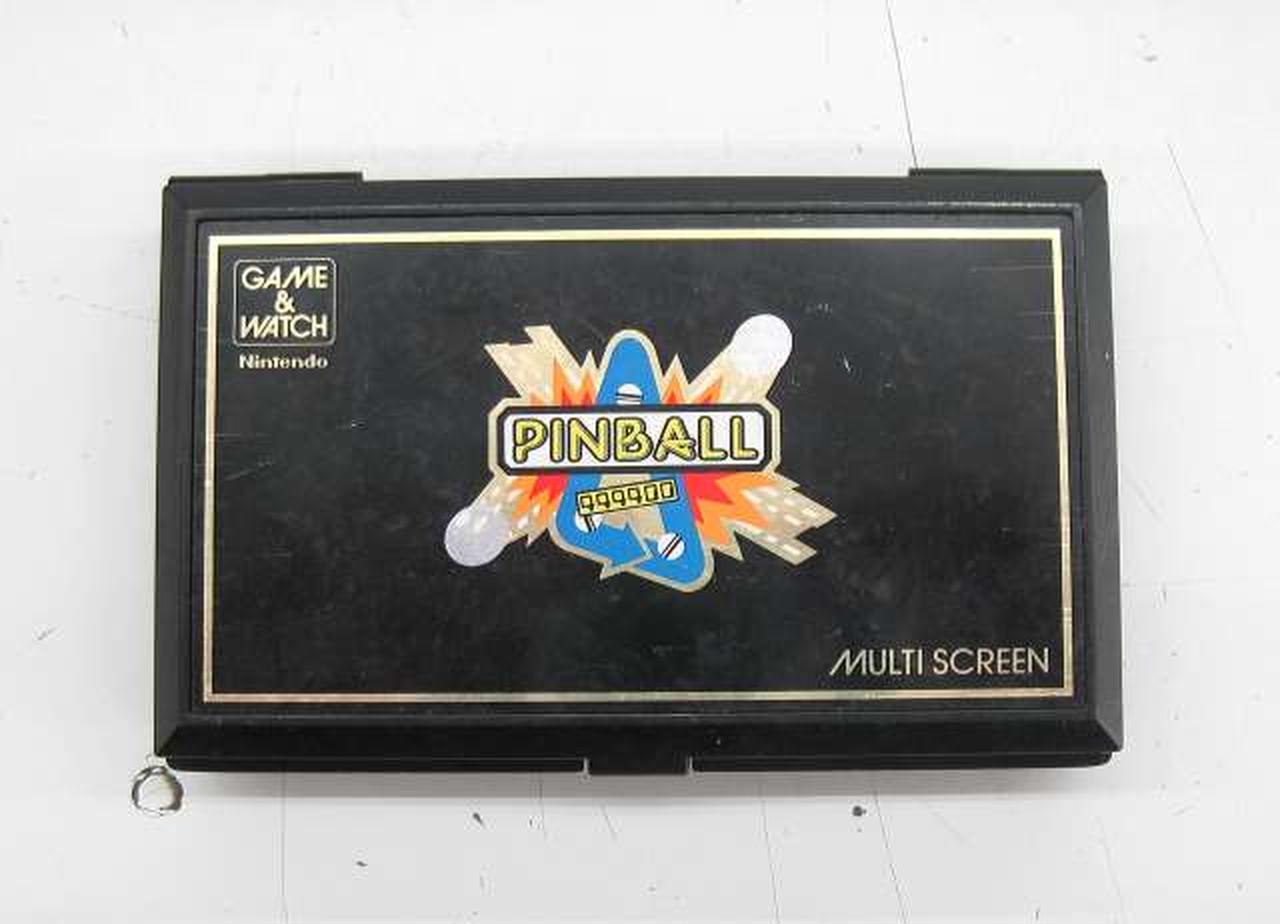 GAME
&
WATCH
Nintendo
PINBALL
999900
MULTI SCREEN